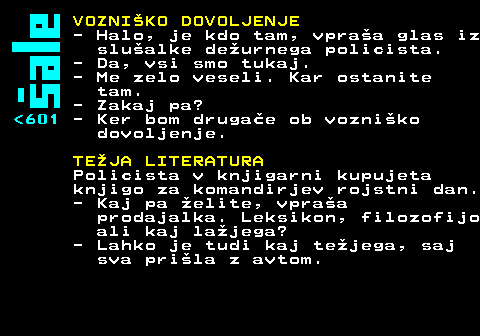 Šale
<601
VOZNIŠKO DOVOLJENJE
- Halo, je kdo tam, vpraša glas iz
slušalke dežurnega policista.
- Da, vsi smo tukaj.
- Me zelo veseli. Kar ostanite
tam.
- Zakaj pa?
- Ker bom drugače ob vozniško
dovoljenje.
TEŽJA LITERATURA
Policista v knjigarni kupujeta
knjigo za komandirjev rojstni dan.
- Kaj pa želite, vpraša
prodajalka. Leksikon, filozofijo
ali kaj lažjega?
- Lahko je tudi kaj težjega, saj
sva prišla z avtom.